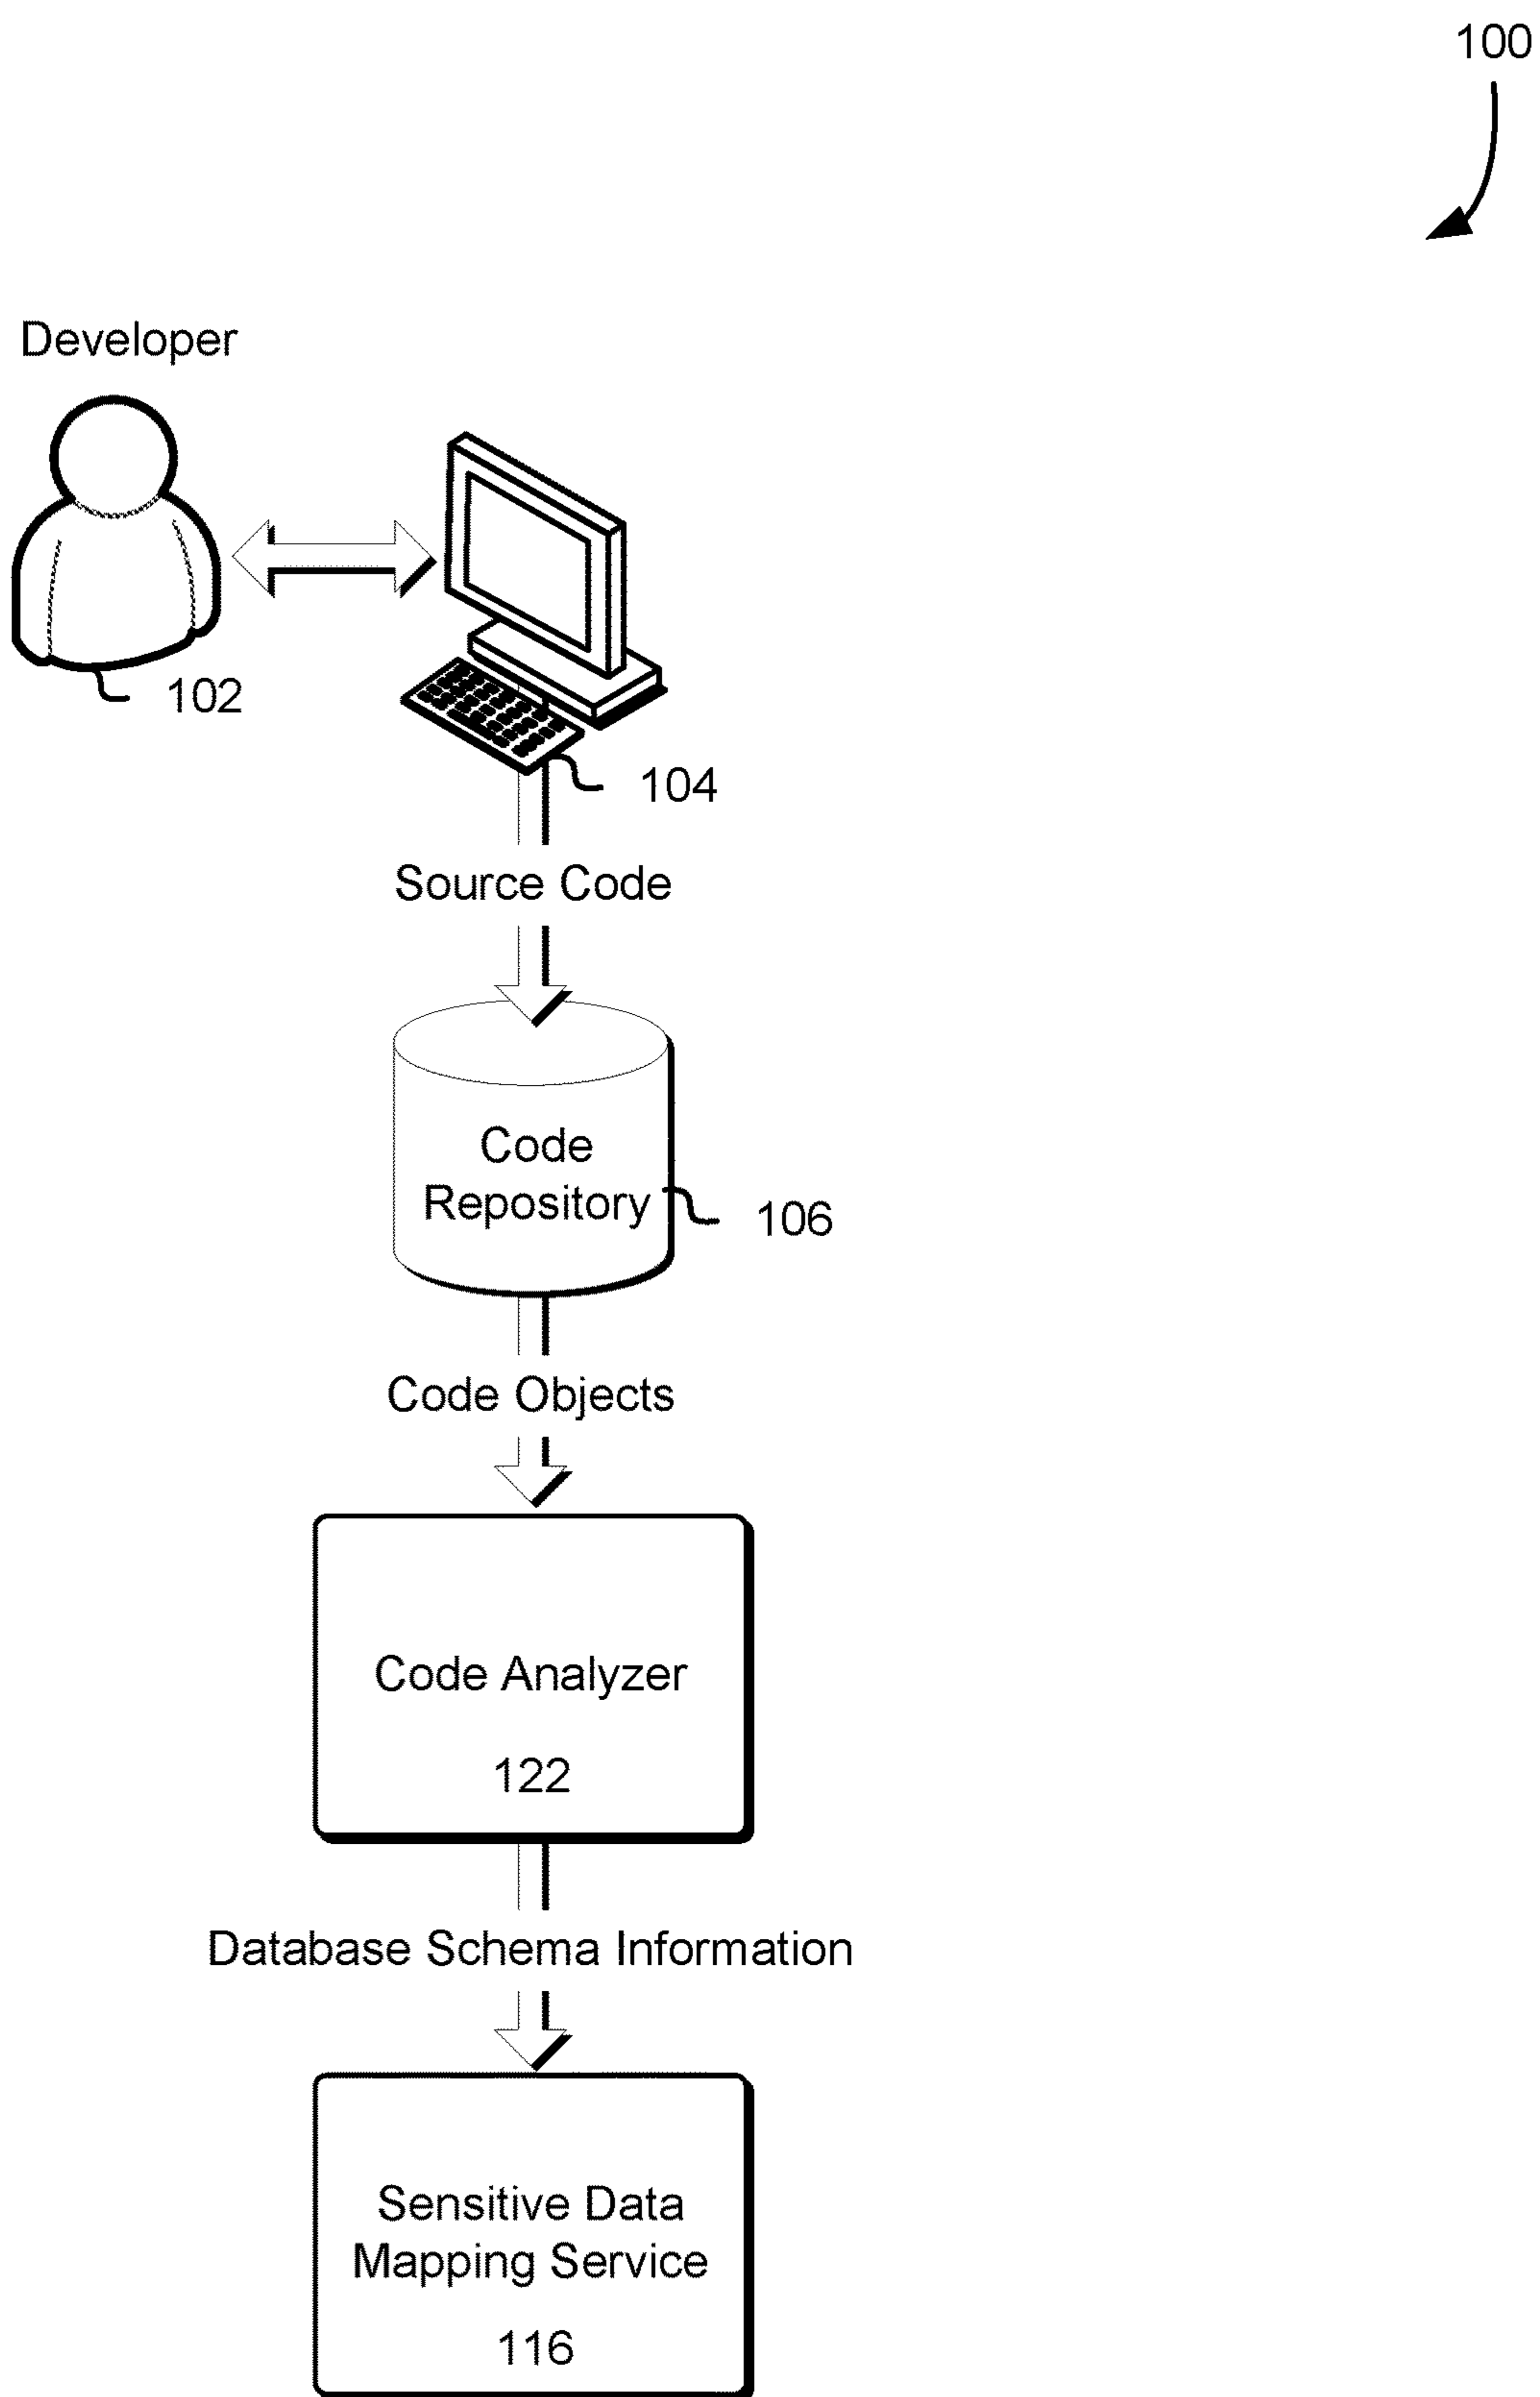 100
Developer
102
104
Source Code
Code
Repository
106
Code Objects
Code Analyzer
122
Database Schema Information
Sensitive Data
Mapping Service
116